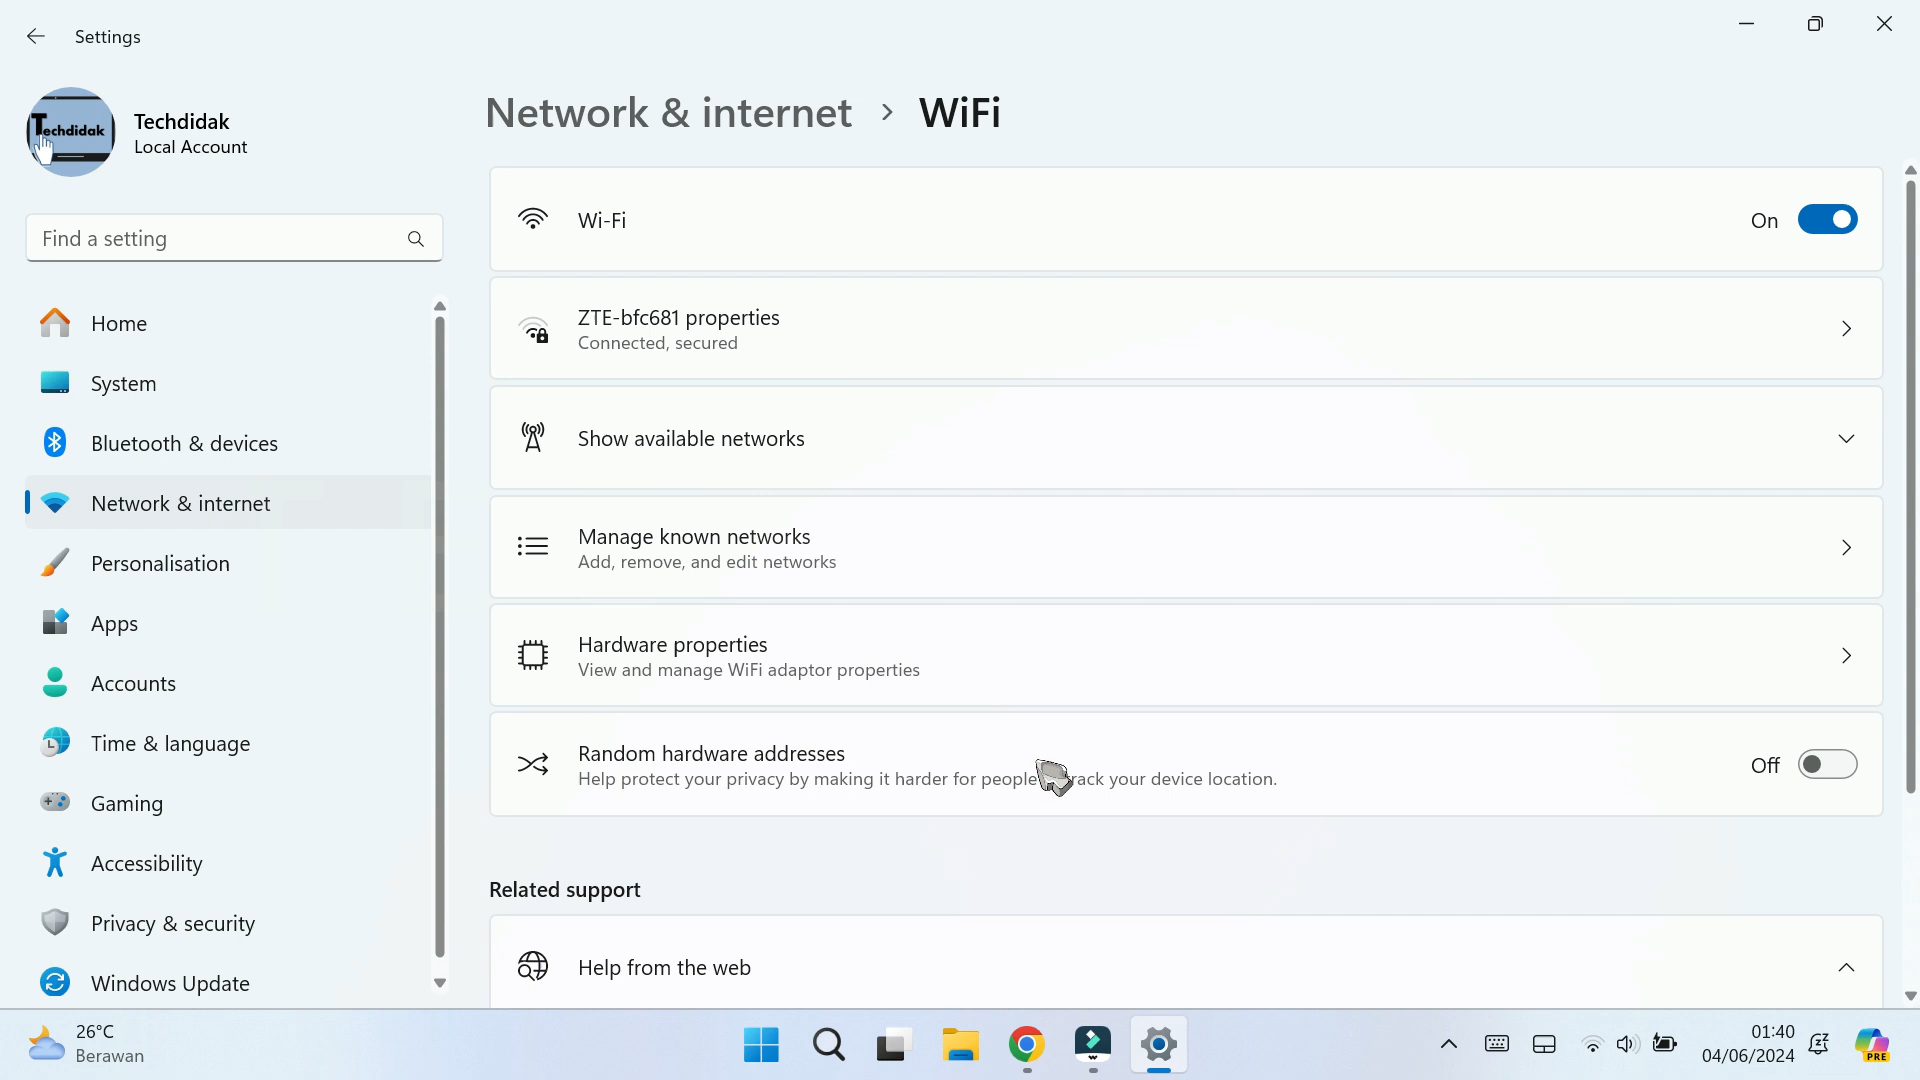 Settings
Techdidak
Techdidak
Local Account
Find a setting
Home
System
Bluetooth & devices
Network & internet
Personalisation
Apps
Accounts
Time & language
Gaming
Accessibility
Privacy & security
Windows Update
Network & internet > WiFi
Wi-Fi
On
ZTE-bfc681 properties
Connected, secured
Show available networks
Manage known networks
Add, remove, and edit networks
Hardware properties
View and manage WiFi adaptor properties
Random hardware addresses
Help protect your privacy by making it harder for people rack your device location.
Off
Related support
Help from the web
26°C
Berawan
01:40
04/06/2024
PRE